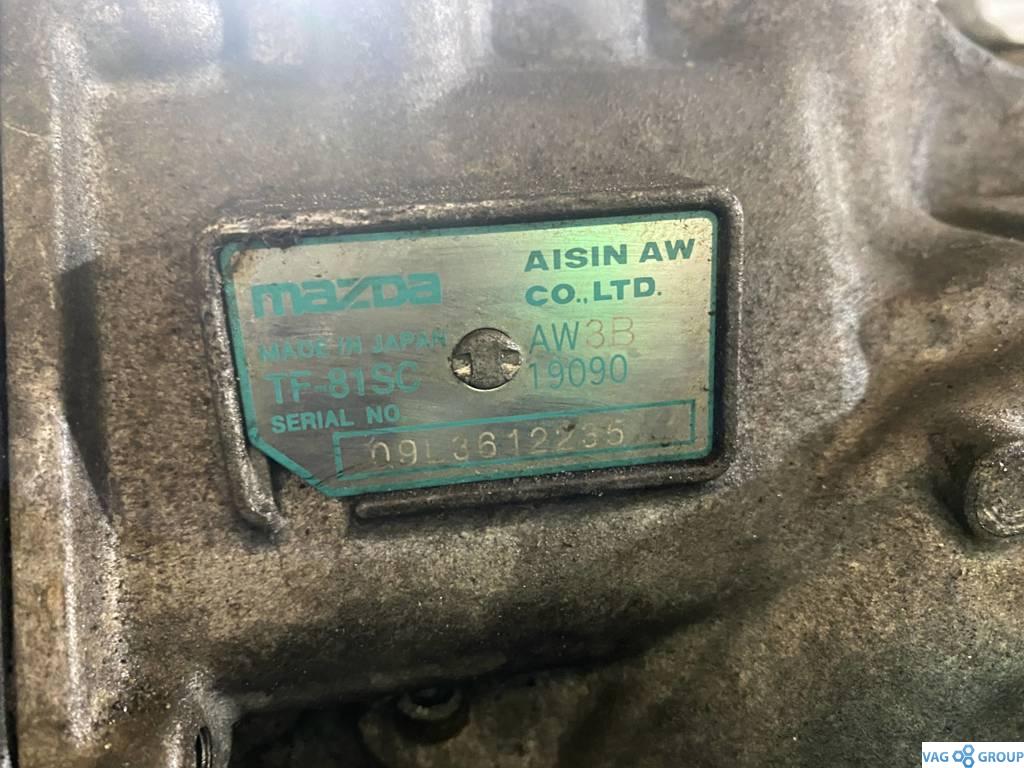 mazda
AISIN AW
CO.,LTD.
MADE IN JAPAN
AW3B
TF-81SC
19090
SERIAL NO.
09L3612235
VAG GROUP